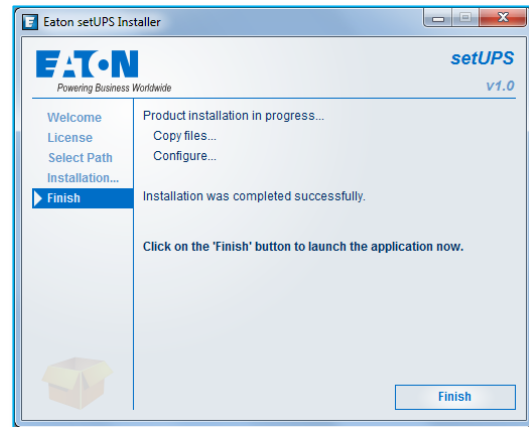 Eaton setUPS Installer
EATON
Powering Business Worldwide
setUPS
v1.0
Welcome
License
Select Path
Installation...
Finish
Product installation in progress...
Copy files...
Configure...
Installation was completed successfully.
Click on the 'Finish' button to launch the application now.
Finish